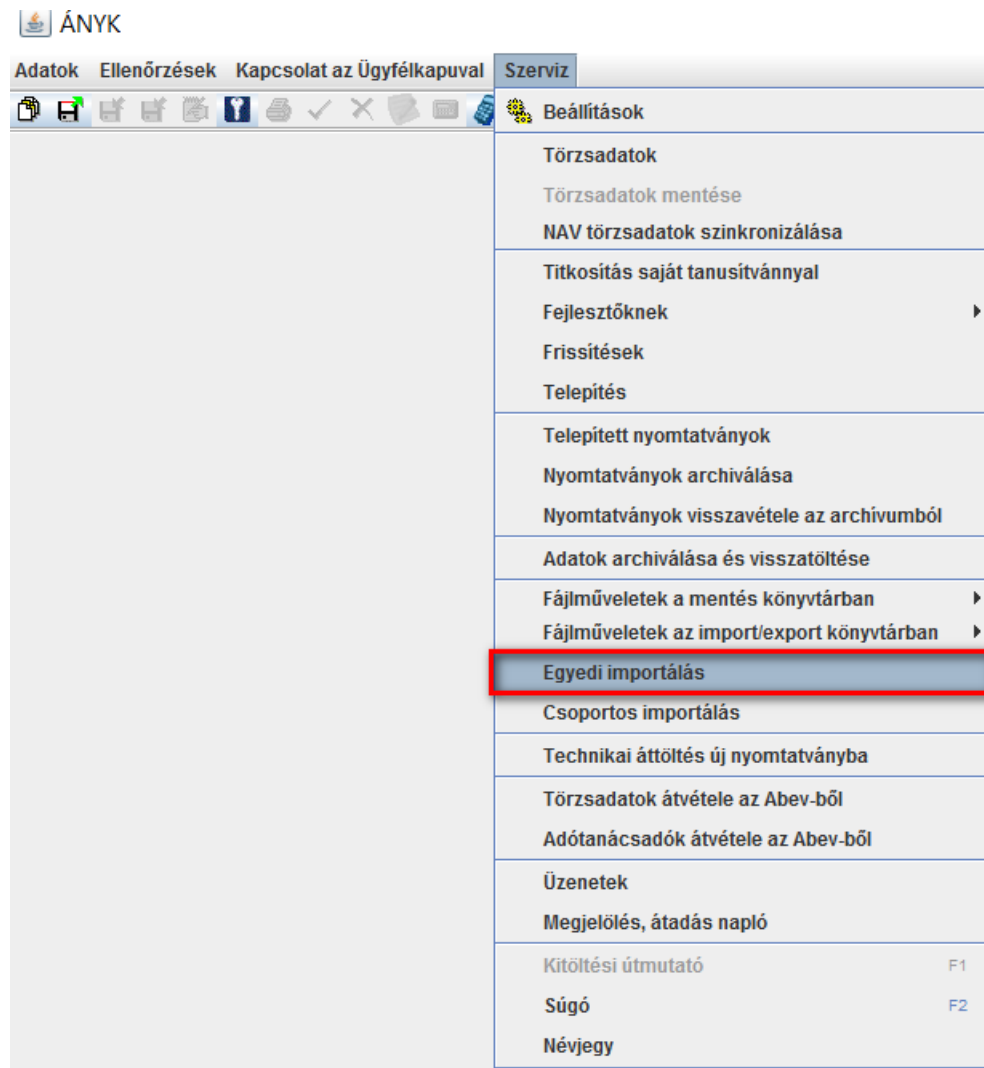 ÁNYK
Adatok Ellenőrzések Kapcsolat az Ügyfélkapuval Szerviz
Beállítások
Törzsadatok
Törzsadatok mentése
NAV törzsadatok szinkronizálása
Titkosítás saját tanusítvánnyal
Fejlesztőknek
Frissítések
Telepítés
Telepített nyomtatványok
Nyomtatványok archiválása
Nyomtatványok visszavétele az archívumból
Adatok archiválása és visszatöltése
Fájlműveletek a mentés könyvtárban
Fájlműveletek az import/export könyvtárban
Egyedi importálás
Csoportos importálás
Technikai áttöltés új nyomtatványba
Törzsadatok átvétele az Abev-ből
Adótanácsadók átvétele az Abev-ből
Üzenetek
Megjelölés, átadás napló
Kitöltési útmutató F1
Súgó F2
Névjegy